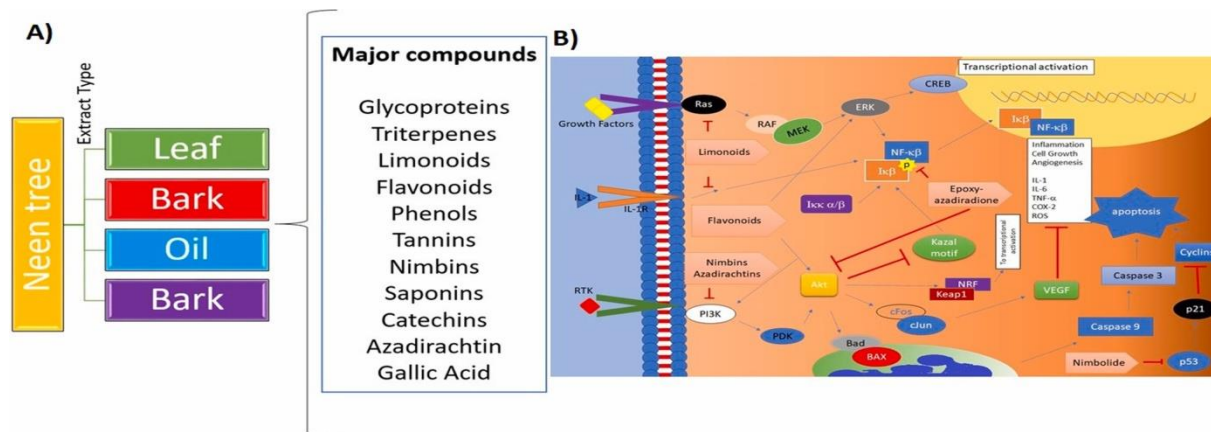 A)
Neen tree
Extract Type
Leaf
Bark
Oil
Bark
Major compounds
Glycoproteins
Triterpenes
Limonoids
Flavonoids
Phenols
Tannins
Nimbins
Saponins
Catechins
Azadirachtin
Gallic Acid
B)
Growth Factors
IL-1
IL-1R
RTK
Ras
RAF
MEK
ERK
CREB
Transcriptional activation
Limonoids
Flavonoids
Nimbins
Azadirachtins
PI3K
PDK
Akt
Iκκ α/β
NF-κβ
p
Iκβ
Epoxy-
azadiradione
Kazal
motif
NRF
Keap1
To transcriptional
activation
cFos
cJun
Bad
BAX
Iκβ
NF-κβ
Inflammation
Cell Growth
Angiogenesis
IL-1
IL-6
TNF-α
COX-2
ROS
VEGF
apoptosis
Caspase 3
Caspase 9
Cyclins
p21
p53
Nimbolide